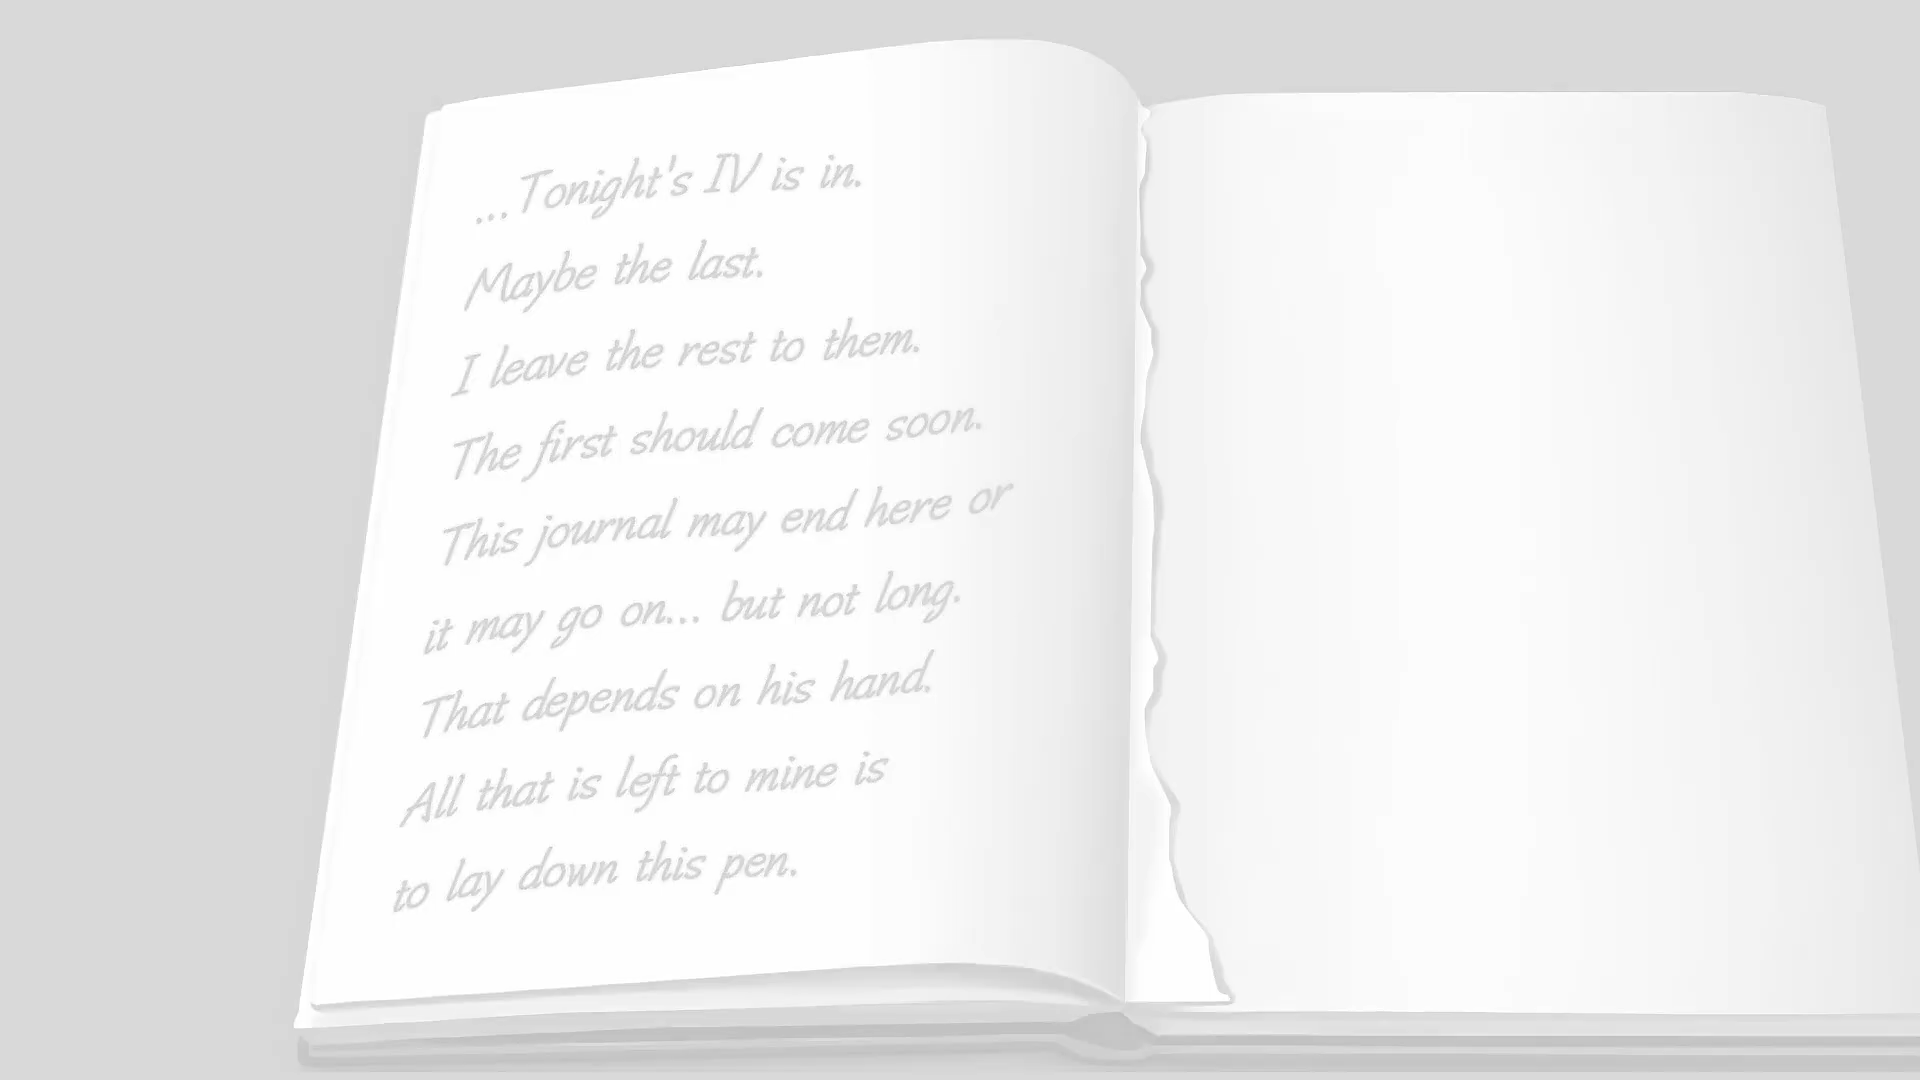 ...Tonight's IV is in.
Maybe the last.
I leave the rest to them.
The first should come soon.
This journal may end here or
it may go on... but not long.
That depends on his hand.
All that is left to mine is
to lay down this pen.